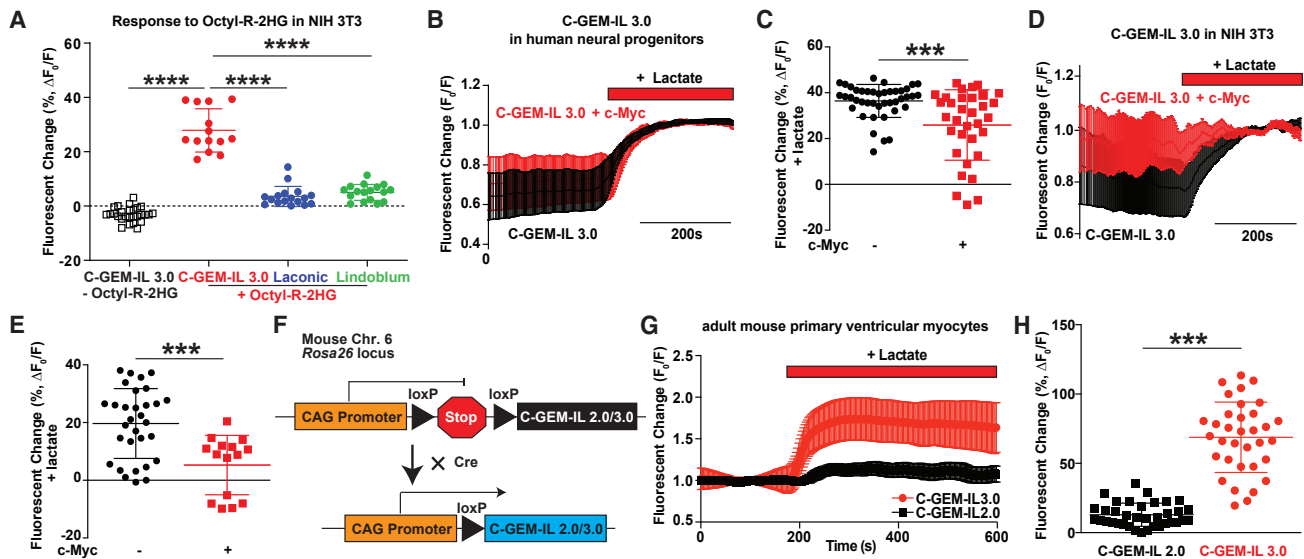 A
Response to Octyl-R-2HG in NIH 3T3
Fluorescent Change (%, ΔF₀/F)
60
40
20
0
-20
****
****
****
C-GEM-IL 3.0
- Octyl-R-2HG
C-GEM-IL 3.0
Laconic
Lindoblum
+ Octyl-R-2HG
B
C-GEM-IL 3.0
in human neural progenitors
+ Lactate
Fluorescent Change (F₀/F)
1.2
1.0
0.8
0.6
0.4
0
C-GEM-IL 3.0 + c-Myc
C-GEM-IL 3.0
200s
C
Fluorescent Change (%, ΔF₀/F)
+ lactate
60
40
20
0
20
***
c-Myc
-
+
D
C-GEM-IL 3.0 in NIH 3T3
+ Lactate
Fluorescent Change (F₀/F)
1.2
1.0
0.8
0.6
C-GEM-IL 3.0 + c-Myc
C-GEM-IL 3.0
200s
E
Fluorescent Change (%, ΔF₀/F)
+ lactate
40
20
0
-20
***
c-Myc
-
+
F
Mouse Chr. 6
Rosa26 locus
loxP
loxP
CAG Promoter
Stop
C-GEM-IL 2.0/3.0
× Cre
loxP
CAG Promoter
C-GEM-IL 2.0/3.0
G
adult mouse primary ventricular myocytes
+ Lactate
Fluorescent Change (F₀/F)
2.5
2.0
1.5
1.0
0.5
0
200
400
600
Time (s)
C-GEM-IL3.0
C-GEM-IL2.0
H
Fluorescent Change (%, ΔF₀/F)
150
100
50
0
***
C-GEM-IL 2.0
C-GEM-IL 3.0